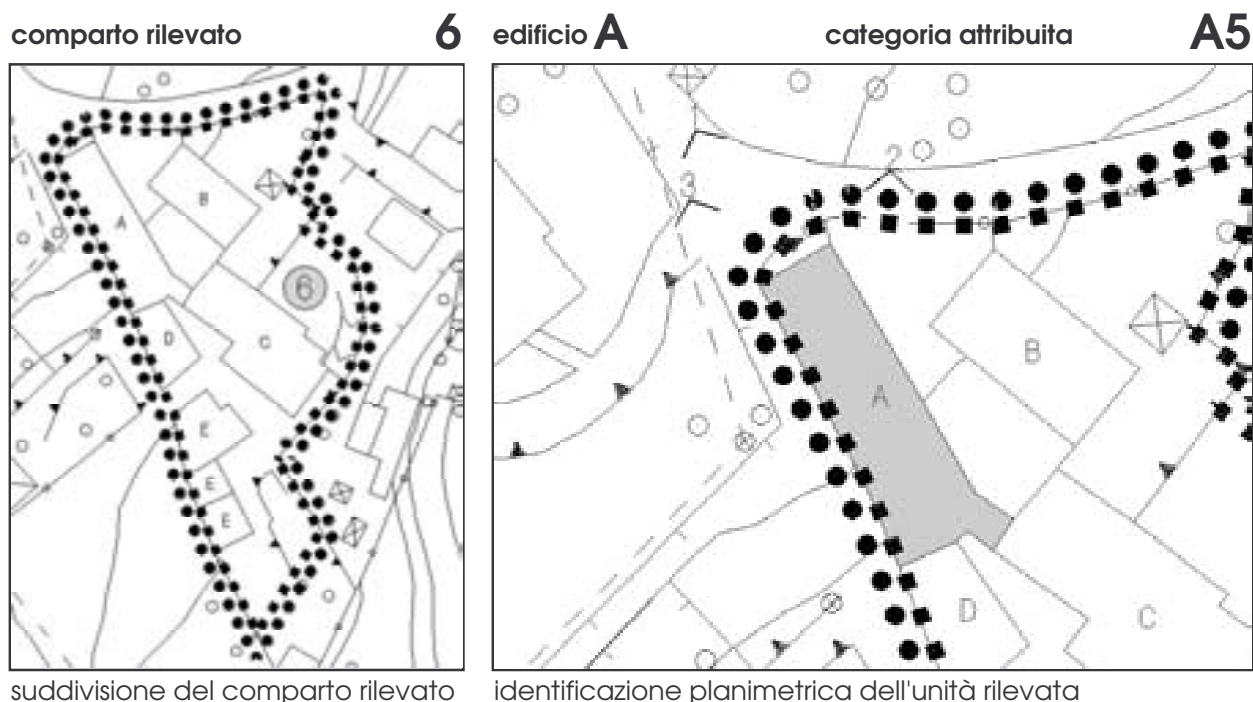 comparto rilevato 6
edificio A categoria attribuita A5
A
B
6
C
D
E
E
E
2
3
A
B
C
D
suddivisione del comparto rilevato
identificazione planimetrica dell'unità rilevata